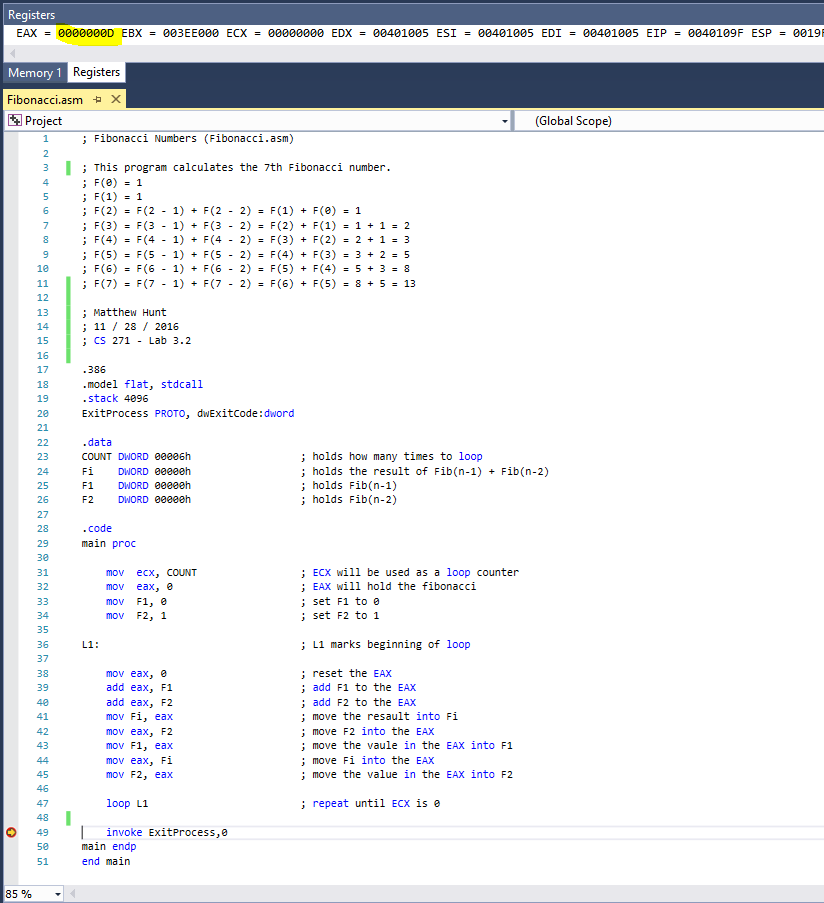 Registers
EAX = 0000000D EBX = 003EE000 ECX = 00000000 EDX = 00401005 ESI = 00401005 EDI = 00401005 EIP = 0040109F ESP = 0019F
Memory 1 Registers
Fibonacci.asm
Project (Global Scope)
1 ; Fibonacci Numbers (Fibonacci.asm)
2
3 ; This program calculates the 7th Fibonacci number.
4 ; F(0) = 1
5 ; F(1) = 1
6 ; F(2) = F(2 - 1) + F(2 - 2) = F(1) + F(0) = 1
7 ; F(3) = F(3 - 1) + F(3 - 2) = F(2) + F(1) = 1 + 1 = 2
8 ; F(4) = F(4 - 1) + F(4 - 2) = F(3) + F(2) = 2 + 1 = 3
9 ; F(5) = F(5 - 1) + F(5 - 2) = F(4) + F(3) = 3 + 2 = 5
10 ; F(6) = F(6 - 1) + F(6 - 2) = F(5) + F(4) = 5 + 3 = 8
11 ; F(7) = F(7 - 1) + F(7 - 2) = F(6) + F(5) = 8 + 5 = 13
12
13 ; Matthew Hunt
14 ; 11 / 28 / 2016
15 ; CS 271 - Lab 3.2
16
17 .386
18 .model flat, stdcall
19 .stack 4096
20 ExitProcess PROTO, dwExitCode:dword
21
22 .data
23 COUNT DWORD 00006h ; holds how many times to loop
24 Fi DWORD 00000h ; holds the result of Fib(n-1) + Fib(n-2)
25 F1 DWORD 00000h ; holds Fib(n-1)
26 F2 DWORD 00000h ; holds Fib(n-2)
27
28 .code
29 main proc
30
31 mov ecx, COUNT ; ECX will be used as a loop counter
32 mov eax, 0 ; EAX will hold the fibonacci
33 mov F1, 0 ; set F1 to 0
34 mov F2, 1 ; set F2 to 1
35
36 L1: ; L1 marks beginning of loop
37
38 mov eax, 0 ; reset the EAX
39 add eax, F1 ; add F1 to the EAX
40 add eax, F2 ; add F2 to the EAX
41 mov Fi, eax ; move the resault into Fi
42 mov eax, F2 ; move F2 into the EAX
43 mov F1, eax ; move the vaule in the EAX into F1
44 mov eax, Fi ; move Fi into the EAX
45 mov F2, eax ; move the value in the EAX into F2
46
47 loop L1 ; repeat until ECX is 0
48
49 invoke ExitProcess,0
50 main endp
51 end main
85 %